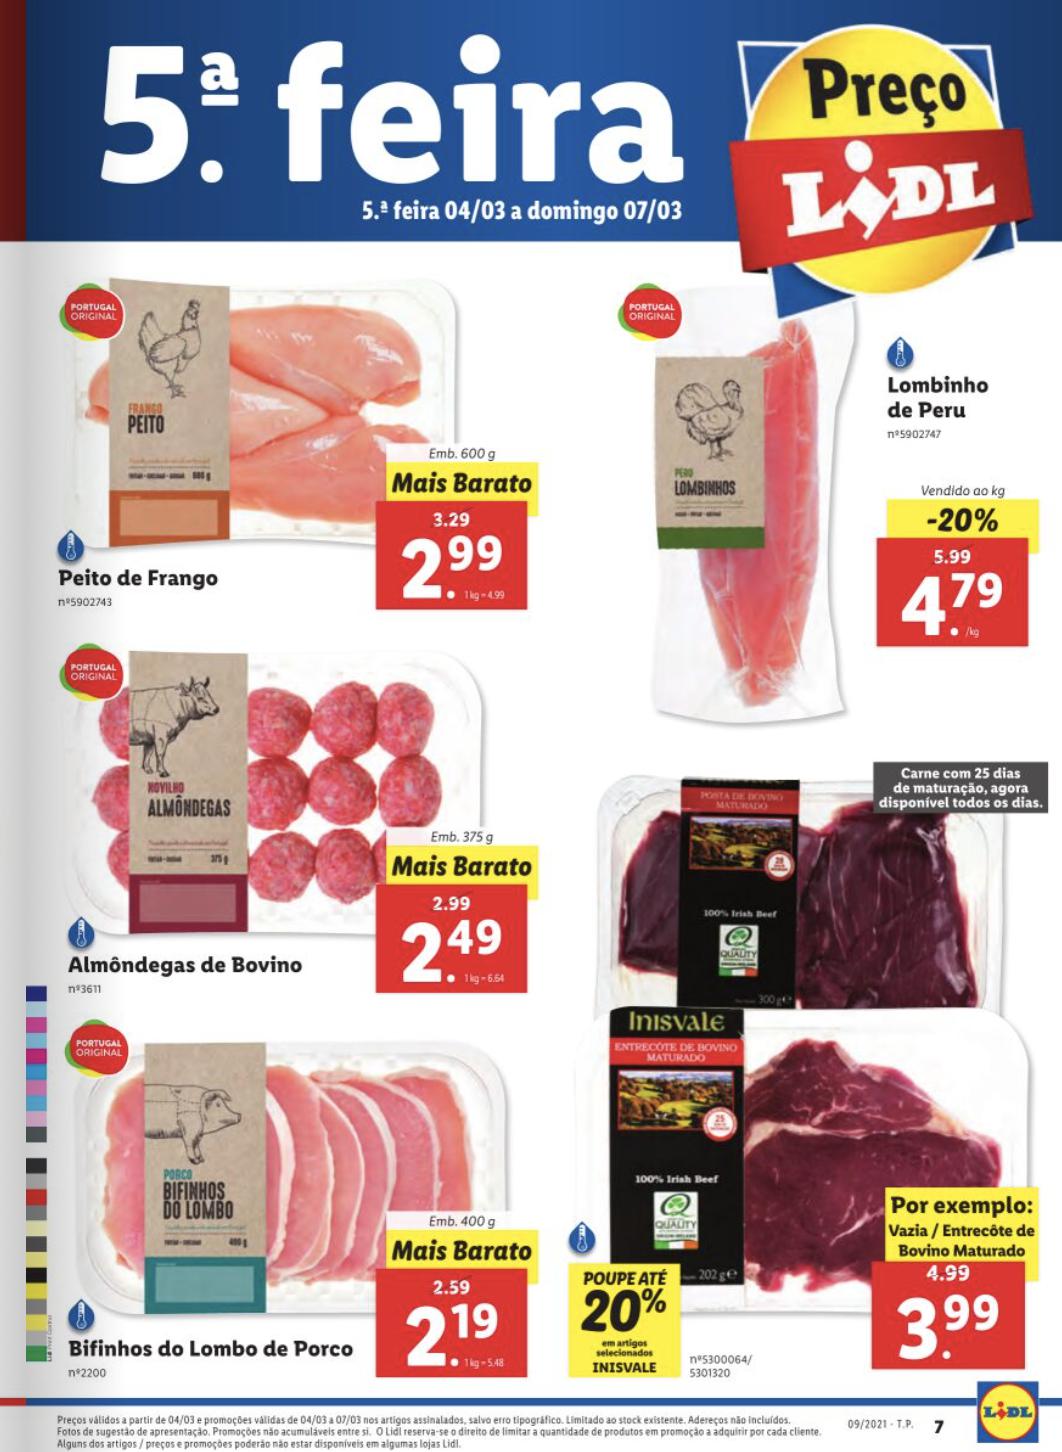 5.ª feira
5.ª feira 04/03 a domingo 07/03
Preço
LIDL
PORTUGAL
ORIGINAL
FRANGO
PEITO
600 g
Emb. 600 g
Mais Barato
3.29
2.99
1 kg = 4.99
Peito de Frango
nº5902743
PORTUGAL
ORIGINAL
PERU
LOMBINHOS
Lombinho
de Peru
nº5902747
Vendido ao kg
-20%
5.99
4.79
/kg
PORTUGAL
ORIGINAL
NOVILHO
ALMÔNDEGAS
375 g
Emb. 375 g
Mais Barato
2.99
2.49
1 kg = 6.64
Almôndegas de Bovino
nº3611
PORTUGAL
ORIGINAL
PORCO
BIFINHOS
DO LOMBO
400 g
Emb. 400 g
Mais Barato
2.59
2.19
1 kg = 5.48
Bifinhos do Lombo de Porco
nº2200
Carne com 25 dias
de maturação, agora
disponível todos os dias.
POSTA DE BOVINO
MATURADO
100% Irish Beef
QUALITY
300 g e
INISVALE
ENTRECÔTE DE BOVINO
MATURADO
25
100% Irish Beef
QUALITY
202 g e
POUPE ATÉ
20%
em artigos
selecionados
INISVALE
nº5300064/
5301320
Por exemplo:
Vazia / Entrecôte de
Bovino Maturado
4.99
3.99
Preços válidos a partir de 04/03 e promoções válidas de 04/03 a 07/03 nos artigos assinalados, salvo erro tipográfico. Limitado ao stock existente. Adereços não incluídos.
Fotos de sugestão de apresentação. Promoções não acumuláveis entre si. O Lidl reserva-se o direito de limitar a quantidade de produtos em promoção a adquirir por cada cliente.
Alguns dos artigos / preços e promoções poderão não estar disponíveis em algumas lojas Lidl.
09/2021 - T.P. 7
LIDL